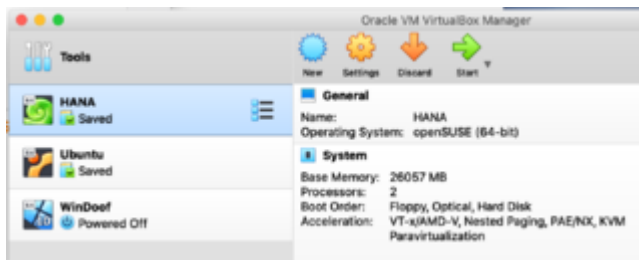 Oracle VM VirtualBox Manager
Tools
New Settings Discard Start
HANA
Saved
Ubuntu
Saved
WinDoof
Powered Off
General
Name: HANA
Operating System: openSUSE (64-bit)
System
Base Memory: 26057 MB
Processors: 2
Boot Order: Floppy, Optical, Hard Disk
Acceleration: VT-x/AMD-V, Nested Paging, PAE/NX, KVM
Paravirtualization